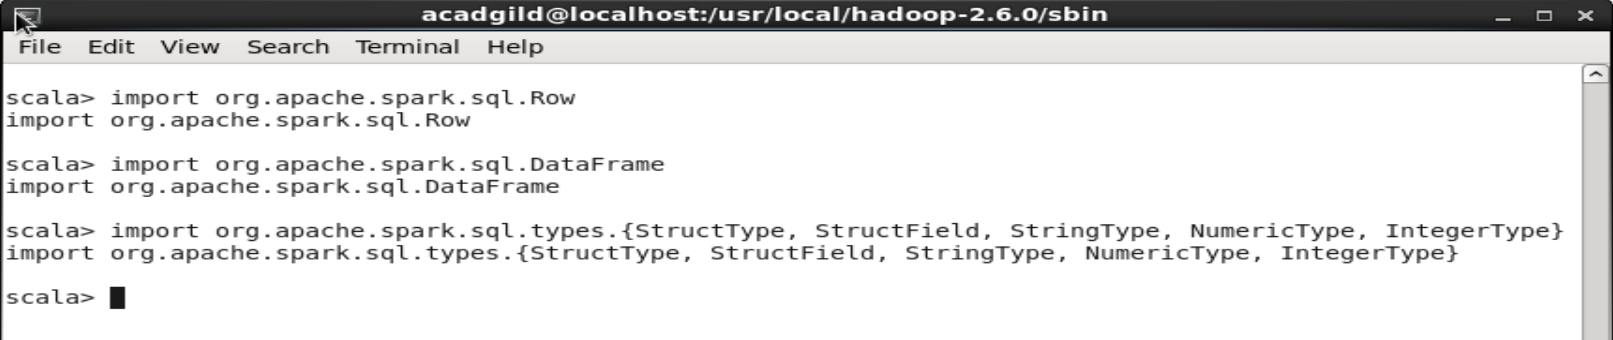 acadgild@localhost:/usr/local/hadoop-2.6.0/sbin
File Edit View Search Terminal Help
scala> import org.apache.spark.sql.Row
import org.apache.spark.sql.Row
scala> import org.apache.spark.sql.DataFrame
import org.apache.spark.sql.DataFrame
scala> import org.apache.spark.sql.types.{StructType, StructField, StringType, NumericType, IntegerType}
import org.apache.spark.sql.types.{StructType, StructField, StringType, NumericType, IntegerType}
scala>